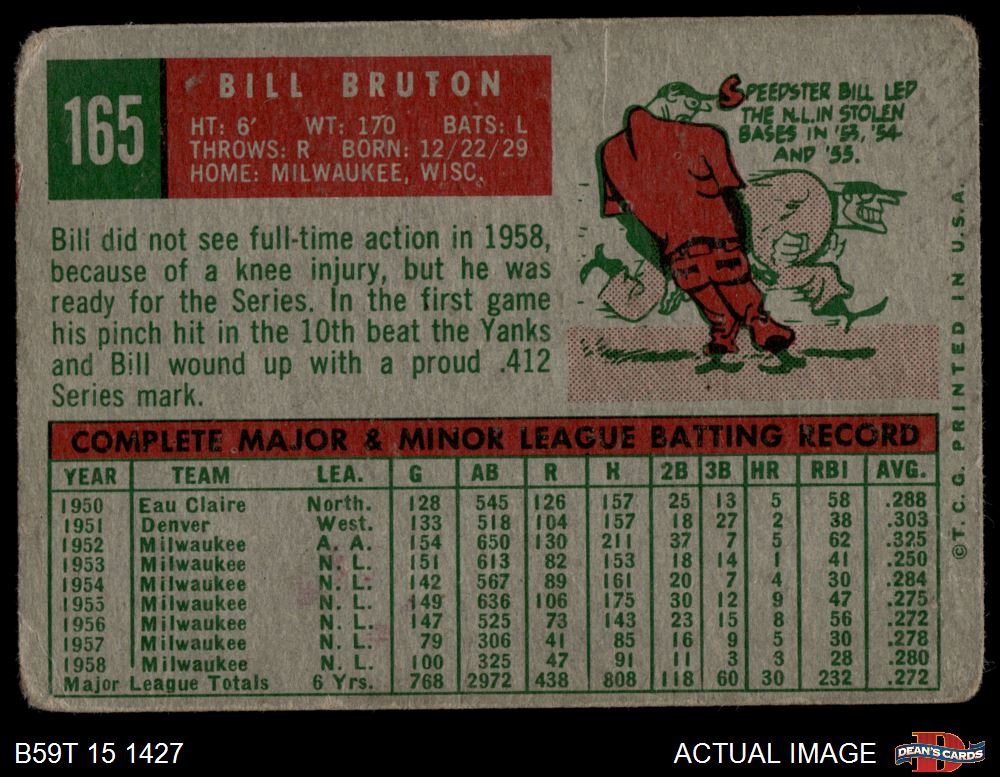 165
BILL BRUTON
HT: 6' WT: 170 BATS: L
THROWS: R BORN: 12/22/29
HOME: MILWAUKEE, WISC.
SPEEDSTER BILL LED
THE N.L. IN STOLEN
BASES IN '53, '54
AND '55.
Bill did not see full-time action in 1958,
because of a knee injury, but he was
ready for the Series. In the first game
his pinch hit in the 10th beat the Yanks
and Bill wound up with a proud .412
Series mark.
COMPLETE MAJOR & MINOR LEAGUE BATTING RECORD
YEAR TEAM LEA. G AB R H 2B 3B HR RBI AVG.
1950 Eau Claire North. 128 545 126 157 25 13 5 58 .288
1951 Denver West. 133 518 104 157 18 27 2 38 .303
1952 Milwaukee A. A. 154 650 130 211 37 7 5 62 .325
1953 Milwaukee N. L. 151 613 82 153 18 14 1 41 .250
1954 Milwaukee N. L. 142 567 89 161 20 7 4 30 .284
1955 Milwaukee N. L. 149 636 106 175 30 12 9 47 .275
1956 Milwaukee N. L. 147 525 73 143 23 15 8 56 .272
1957 Milwaukee N. L. 79 306 41 85 16 9 5 30 .278
1958 Milwaukee N. L. 100 325 47 91 11 3 3 28 .280
Major League Totals 6 Yrs. 768 2972 438 808 118 60 30 232 .272
© T. C. G. PRINTED IN U.S.A.
B59T 15 1427
ACTUAL IMAGE
DEAN'S CARDS